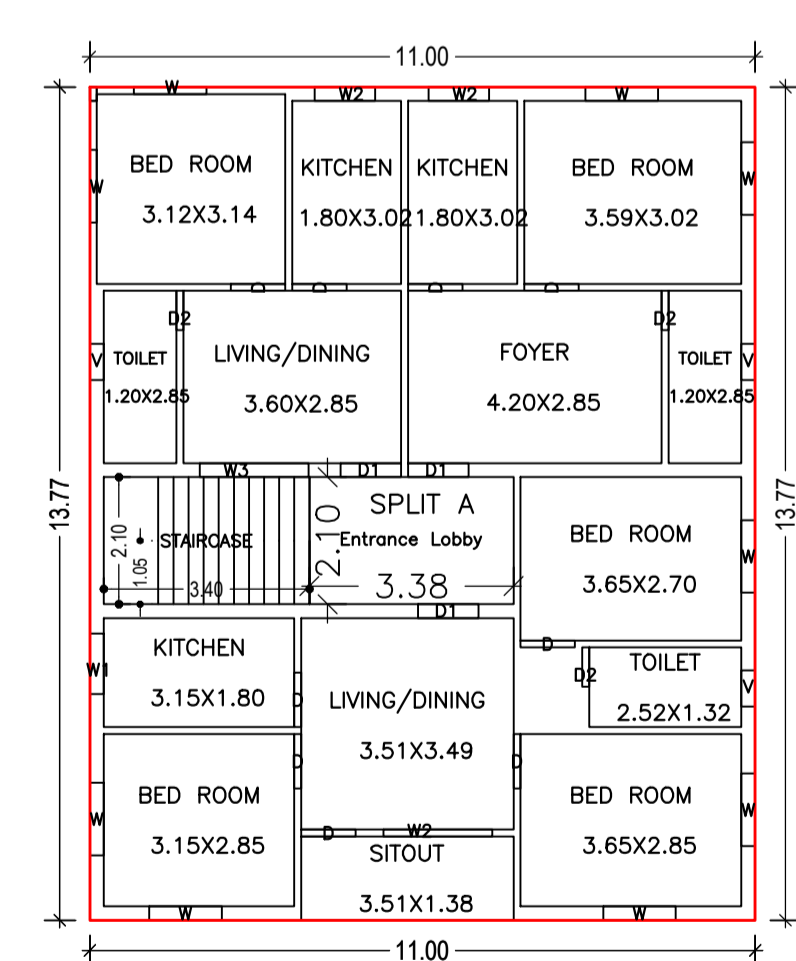 11.00
W
W2
W2
W
BED ROOM
KITCHEN
KITCHEN
BED ROOM
W
W
3.12X3.14
1.80X3.02
1.80X3.02
3.59X3.02
D
D
D
D
D2
D2
TOILET
LIVING/DINING
FOYER
TOILET
V
V
1.20X2.85
3.60X2.85
4.20X2.85
1.20X2.85
W3
D1
D1
13.77
13.77
2.10
1.05
STAIRCASE
3.40
2.10
SPLIT A
Entrance Lobby
3.38
BED ROOM
3.65X2.70
W
D1
D
KITCHEN
3.15X1.80
W1
D
LIVING/DINING
3.51X3.49
D2
TOILET
2.52X1.32
V
BED ROOM
3.15X2.85
W
D
D
BED ROOM
3.65X2.85
W
D
W2
SITOUT
3.51X1.38
W
W
11.00